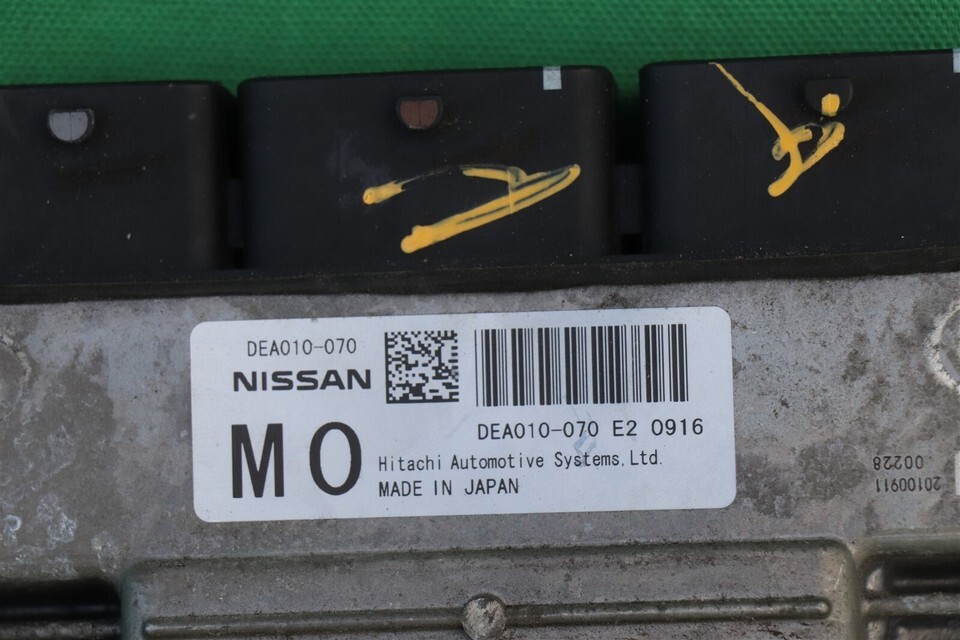 DEA010-070
NISSAN
MO
DEA010-070 E2 0916
Hitachi Automotive Systems,Ltd.
MADE IN JAPAN
20100911
00228